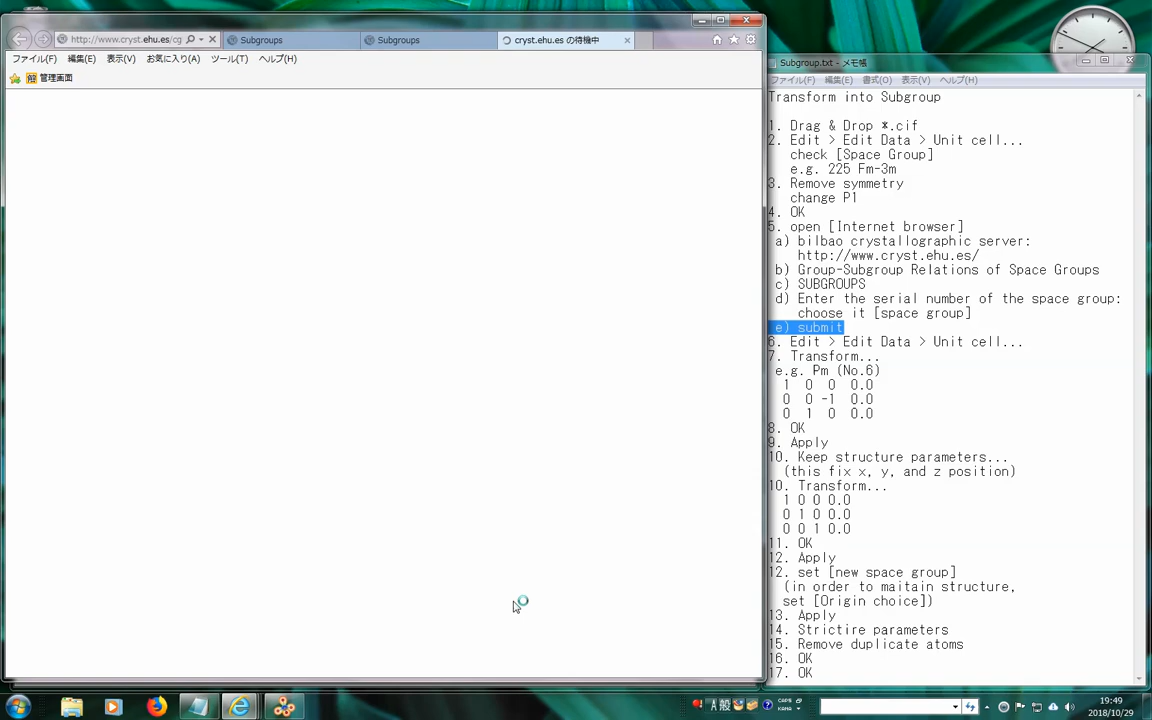 http://www.cryst.ehu.es/cg
Subgroups
Subgroups
cryst.ehu.es の待機中
ファイル(F) 編集(E) 表示(V) お気に入り(A) ツール(T) ヘルプ(H)
管理画面
Subgroup.txt - メモ帳
ファイル(F) 編集(E) 書式(O) 表示(V) ヘルプ(H)
Transform into Subgroup
1. Drag & Drop *.cif
2. Edit > Edit Data > Unit cell...
check [Space Group]
e.g. 225 Fm-3m
3. Remove symmetry
change P1
4. OK
5. open [Internet browser]
a) bilbao crystallographic server:
http://www.cryst.ehu.es/
b) Group-Subgroup Relations of Space Groups
c) SUBGROUPS
d) Enter the serial number of the space group:
choose it [space group]
e) submit
6. Edit > Edit Data > Unit cell...
7. Transform...
e.g. Pm (No.6)
1 0 0 0.0
0 0 -1 0.0
0 1 0 0.0
8. OK
9. Apply
10. Keep structure parameters...
(this fix x, y, and z position)
10. Transform...
1 0 0 0.0
0 1 0 0.0
0 0 1 0.0
11. OK
12. Apply
12. set [new space group]
(in order to maitain structure,
set [Origin choice])
13. Apply
14. Strictire parameters
15. Remove duplicate atoms
16. OK
17. OK
A 般
CAPS
KANA
19:49
2018/10/29